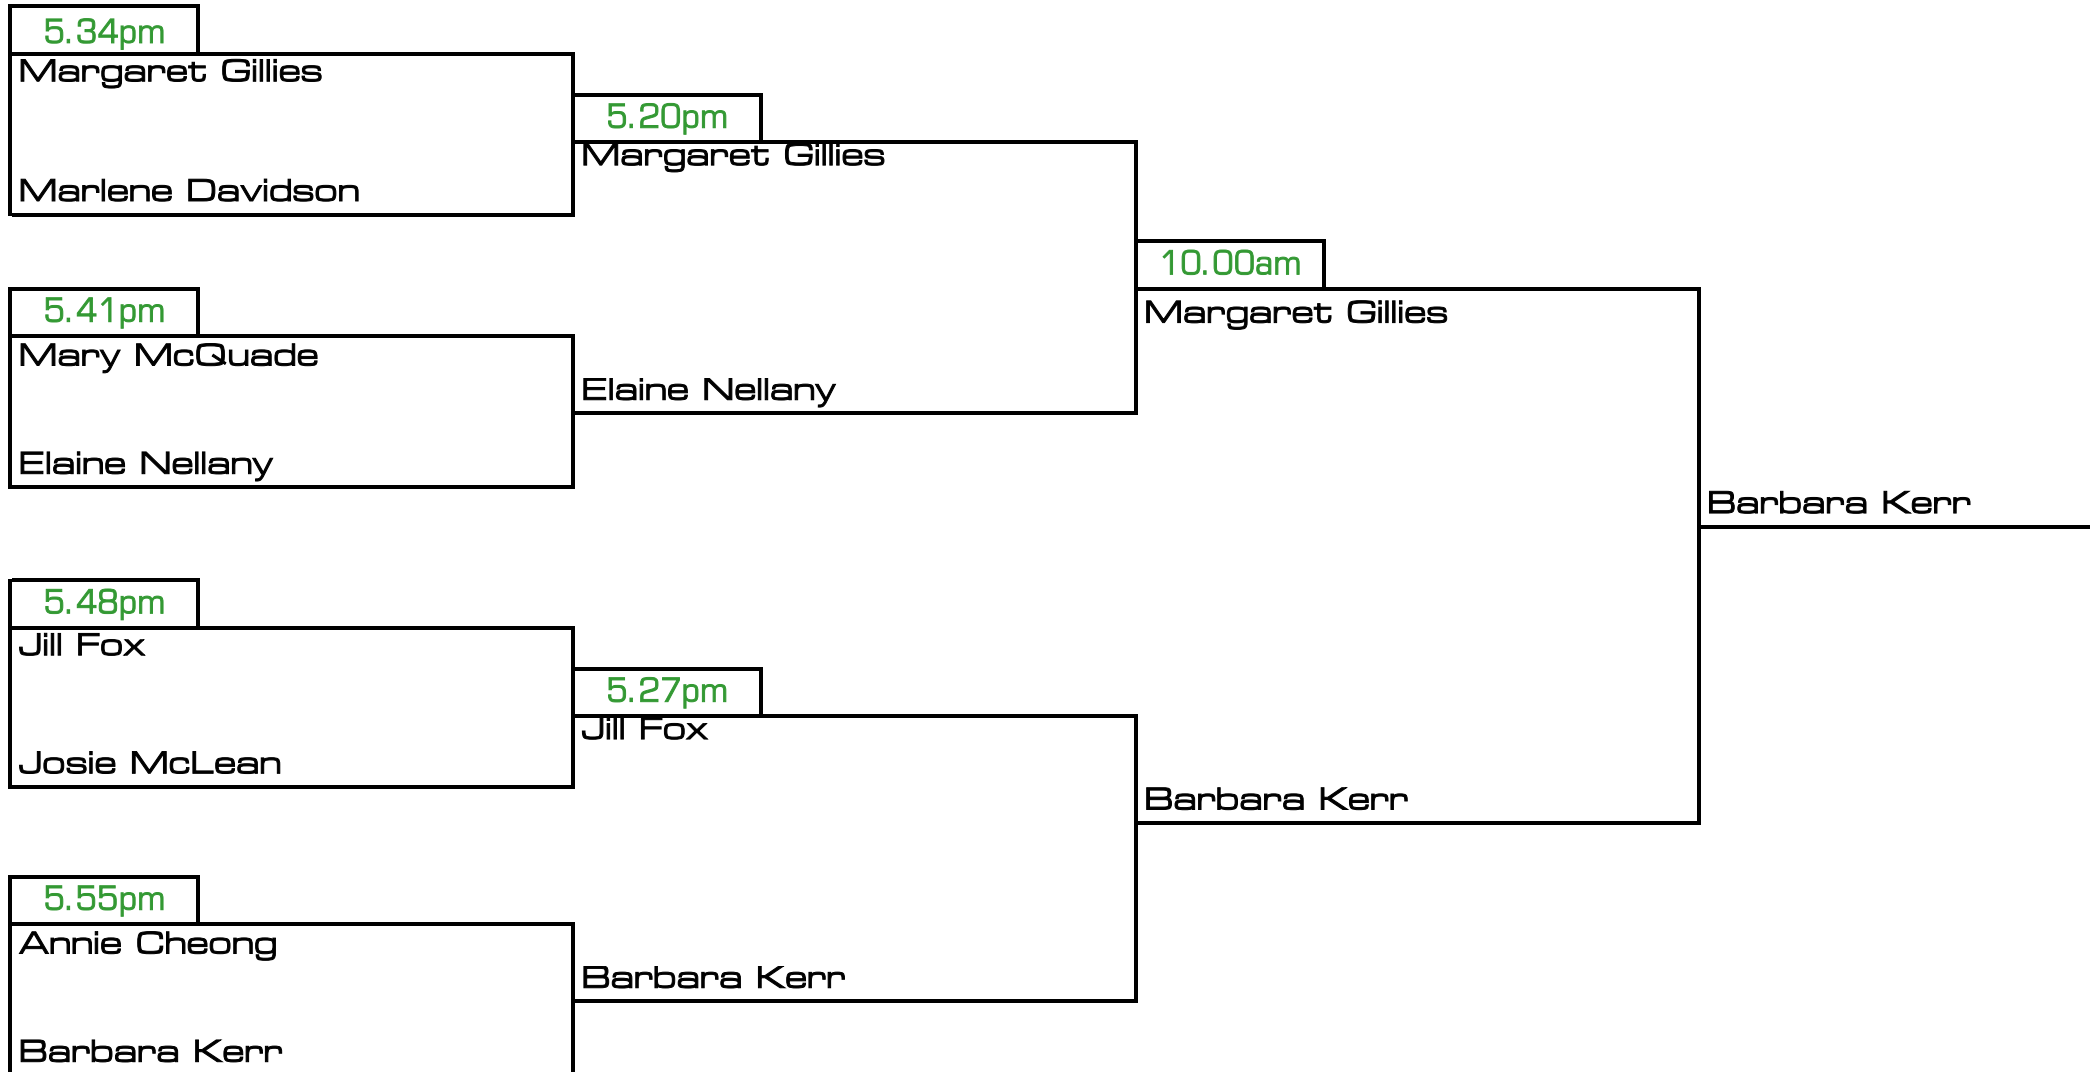 5.34pm
Margaret Gillies
Marlene Davidson
5.41pm
Mary McQuade
Elaine Nellany
5.48pm
Jill Fox
Josie McLean
5.55pm
Annie Cheong
Barbara Kerr
5.20pm
Margaret Gillies
Elaine Nellany
5.27pm
Jill Fox
Barbara Kerr
10.00am
Margaret Gillies
Barbara Kerr
Barbara Kerr